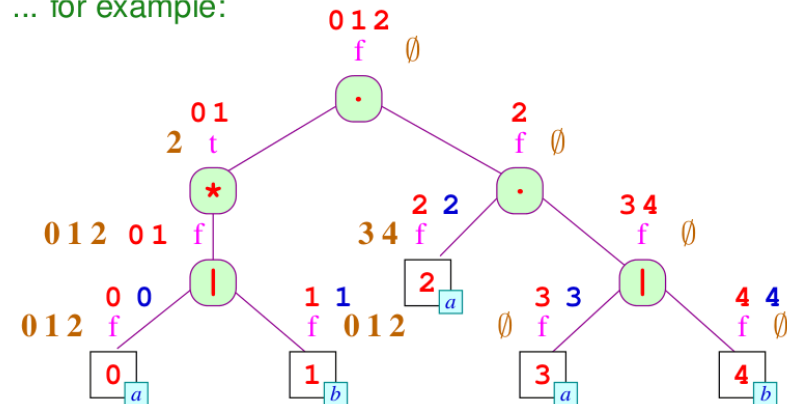 ... for example:
0 1 2
f ∅
.
0 1 2
2 t f ∅
* .
2 2 3 4
0 1 2 0 1 f 3 4 f f ∅
| 2 a |
0 0 1 1 3 3 4 4
0 1 2 f f 0 1 2 ∅ f f ∅
0 a 1 b 3 a 4 b